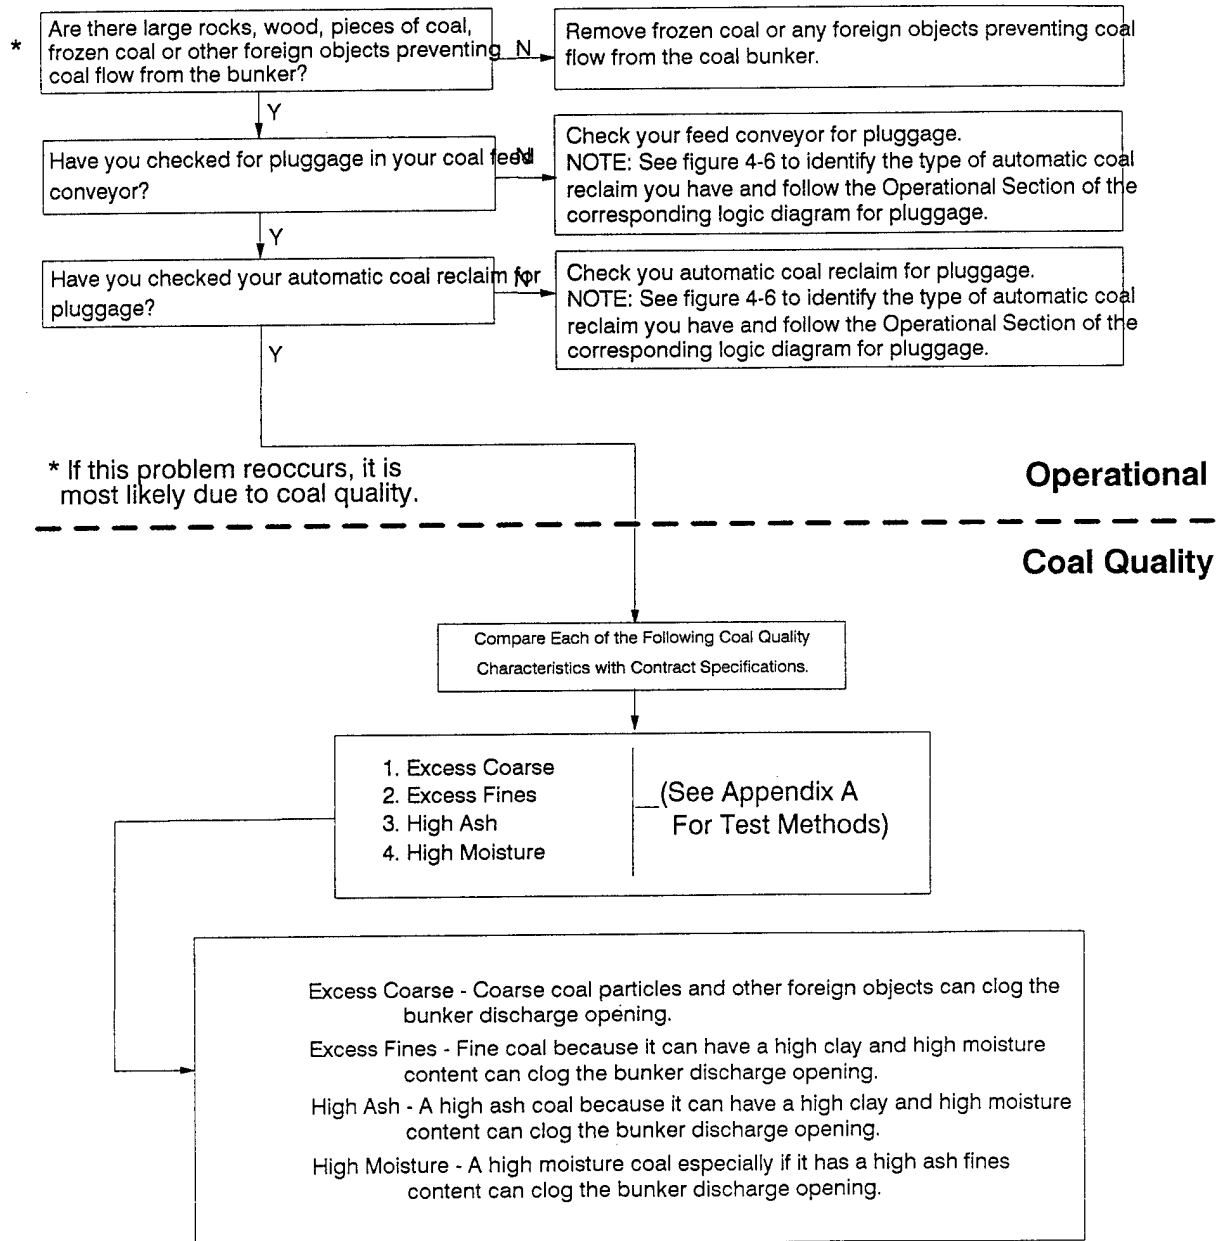 *
Are there large rocks, wood, pieces of coal,
frozen coal or other foreign objects preventing
coal flow from the bunker?
N
Remove frozen coal or any foreign objects preventing coal
flow from the coal bunker.
Y
Have you checked for pluggage in your coal feed
conveyor?
N
Check your feed conveyor for pluggage.
NOTE: See figure 4-6 to identify the type of automatic coal
reclaim you have and follow the Operational Section of the
corresponding logic diagram for pluggage.
Y
Have you checked your automatic coal reclaim for
pluggage?
N
Check you automatic coal reclaim for pluggage.
NOTE: See figure 4-6 to identify the type of automatic coal
reclaim you have and follow the Operational Section of the
corresponding logic diagram for pluggage.
Y
* If this problem reoccurs, it is
most likely due to coal quality.
Operational
Coal Quality
Compare Each of the Following Coal Quality
Characteristics with Contract Specifications.
1. Excess Coarse
2. Excess Fines
3. High Ash
4. High Moisture
(See Appendix A
For Test Methods)
Excess Coarse - Coarse coal particles and other foreign objects can clog the
bunker discharge opening.
Excess Fines - Fine coal because it can have a high clay and high moisture
content can clog the bunker discharge opening.
High Ash - A high ash coal because it can have a high clay and high moisture
content can clog the bunker discharge opening.
High Moisture - A high moisture coal especially if it has a high ash fines
content can clog the bunker discharge opening.